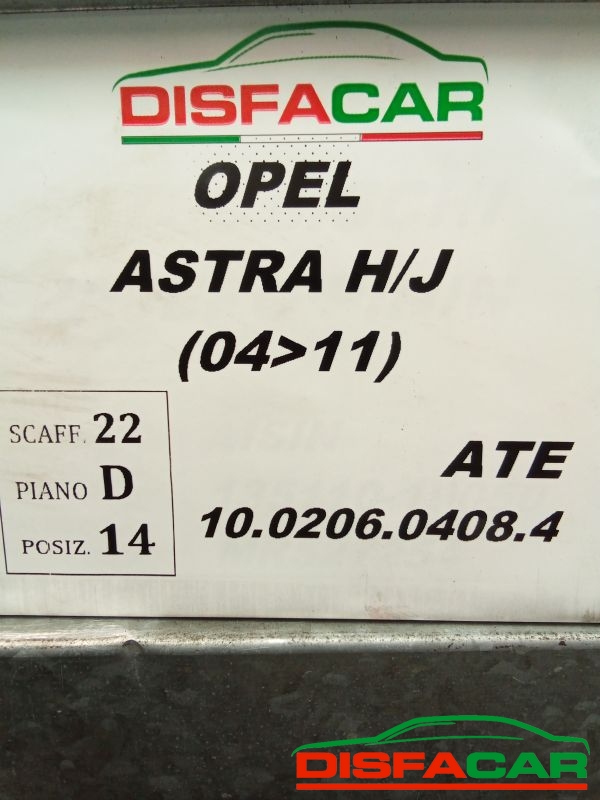 DISFACAR
OPEL
ASTRA H/J
(04>11)
SCAFF. 22
PIANO D
POSIZ. 14
ATE
10.0206.0408.4
DISFACAR